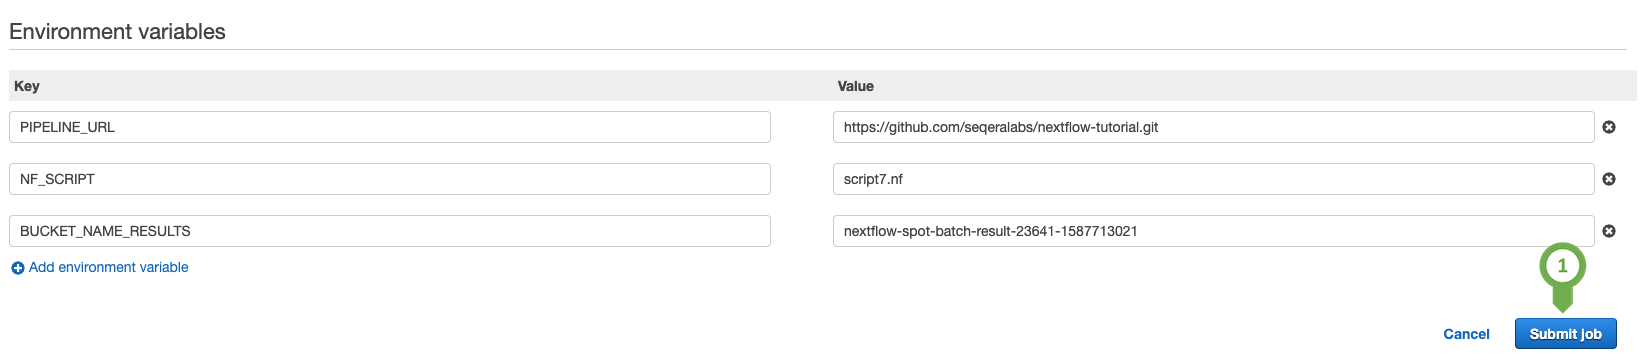 Environment variables
Key Value
PIPELINE_URL https://github.com/seqeralabs/nextflow-tutorial.git
NF_SCRIPT script7.nf
BUCKET_NAME_RESULTS nextflow-spot-batch-result-23641-1587713021
Add environment variable
1
Cancel Submit job